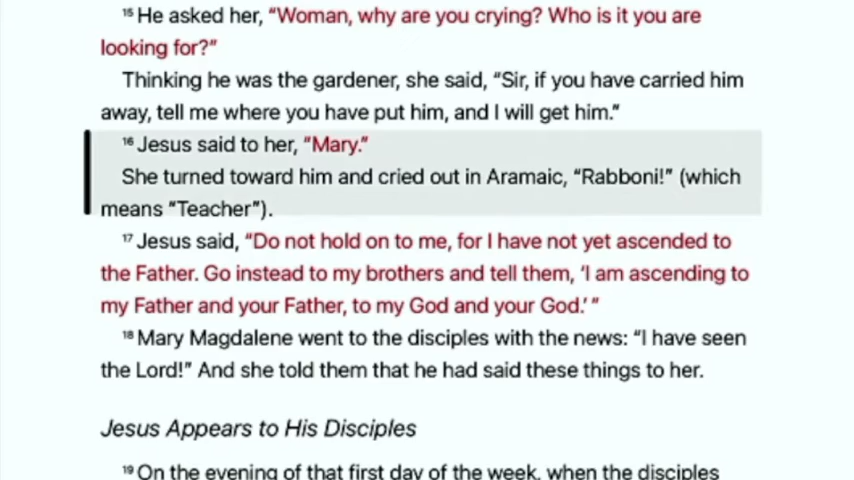 15 He asked her, “Woman, why are you crying? Who is it you are
looking for?”
Thinking he was the gardener, she said, “Sir, if you have carried him
away, tell me where you have put him, and I will get him.”
16 Jesus said to her, “Mary.”
She turned toward him and cried out in Aramaic, “Rabboni!” (which
means “Teacher”).
17 Jesus said, “Do not hold on to me, for I have not yet ascended to
the Father. Go instead to my brothers and tell them, ‘I am ascending to
my Father and your Father, to my God and your God.’ ”
18 Mary Magdalene went to the disciples with the news: “I have seen
the Lord!” And she told them that he had said these things to her.
Jesus Appears to His Disciples
19 On the evening of that first day of the week, when the disciples